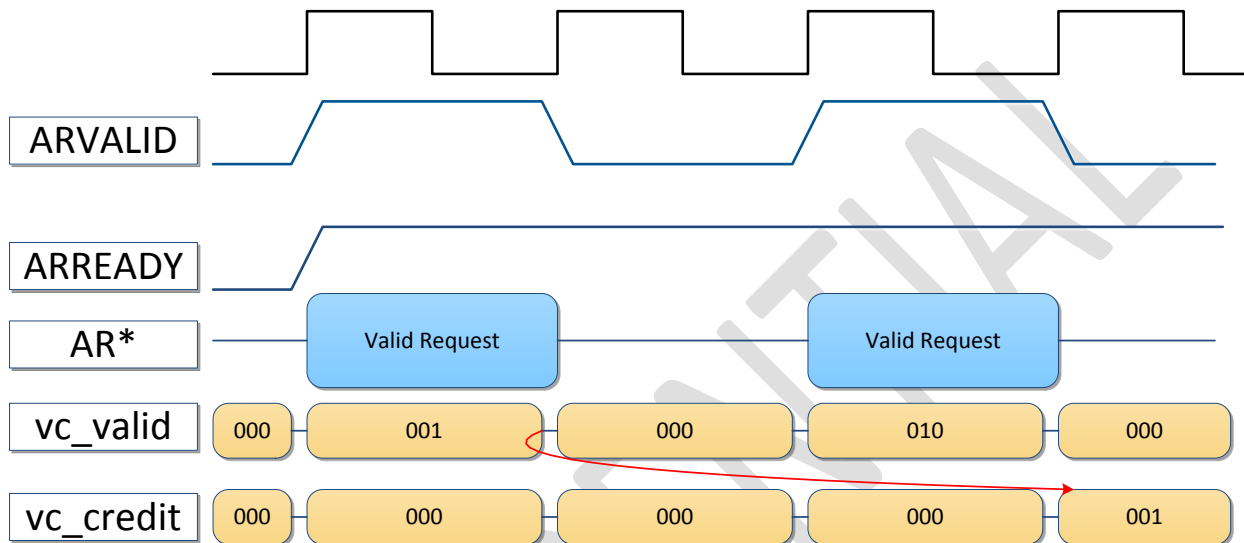 ARVALID
ARREADY
AR* Valid Request Valid Request
vc_valid 000 001 000 010 000
vc_credit 000 000 000 000 001